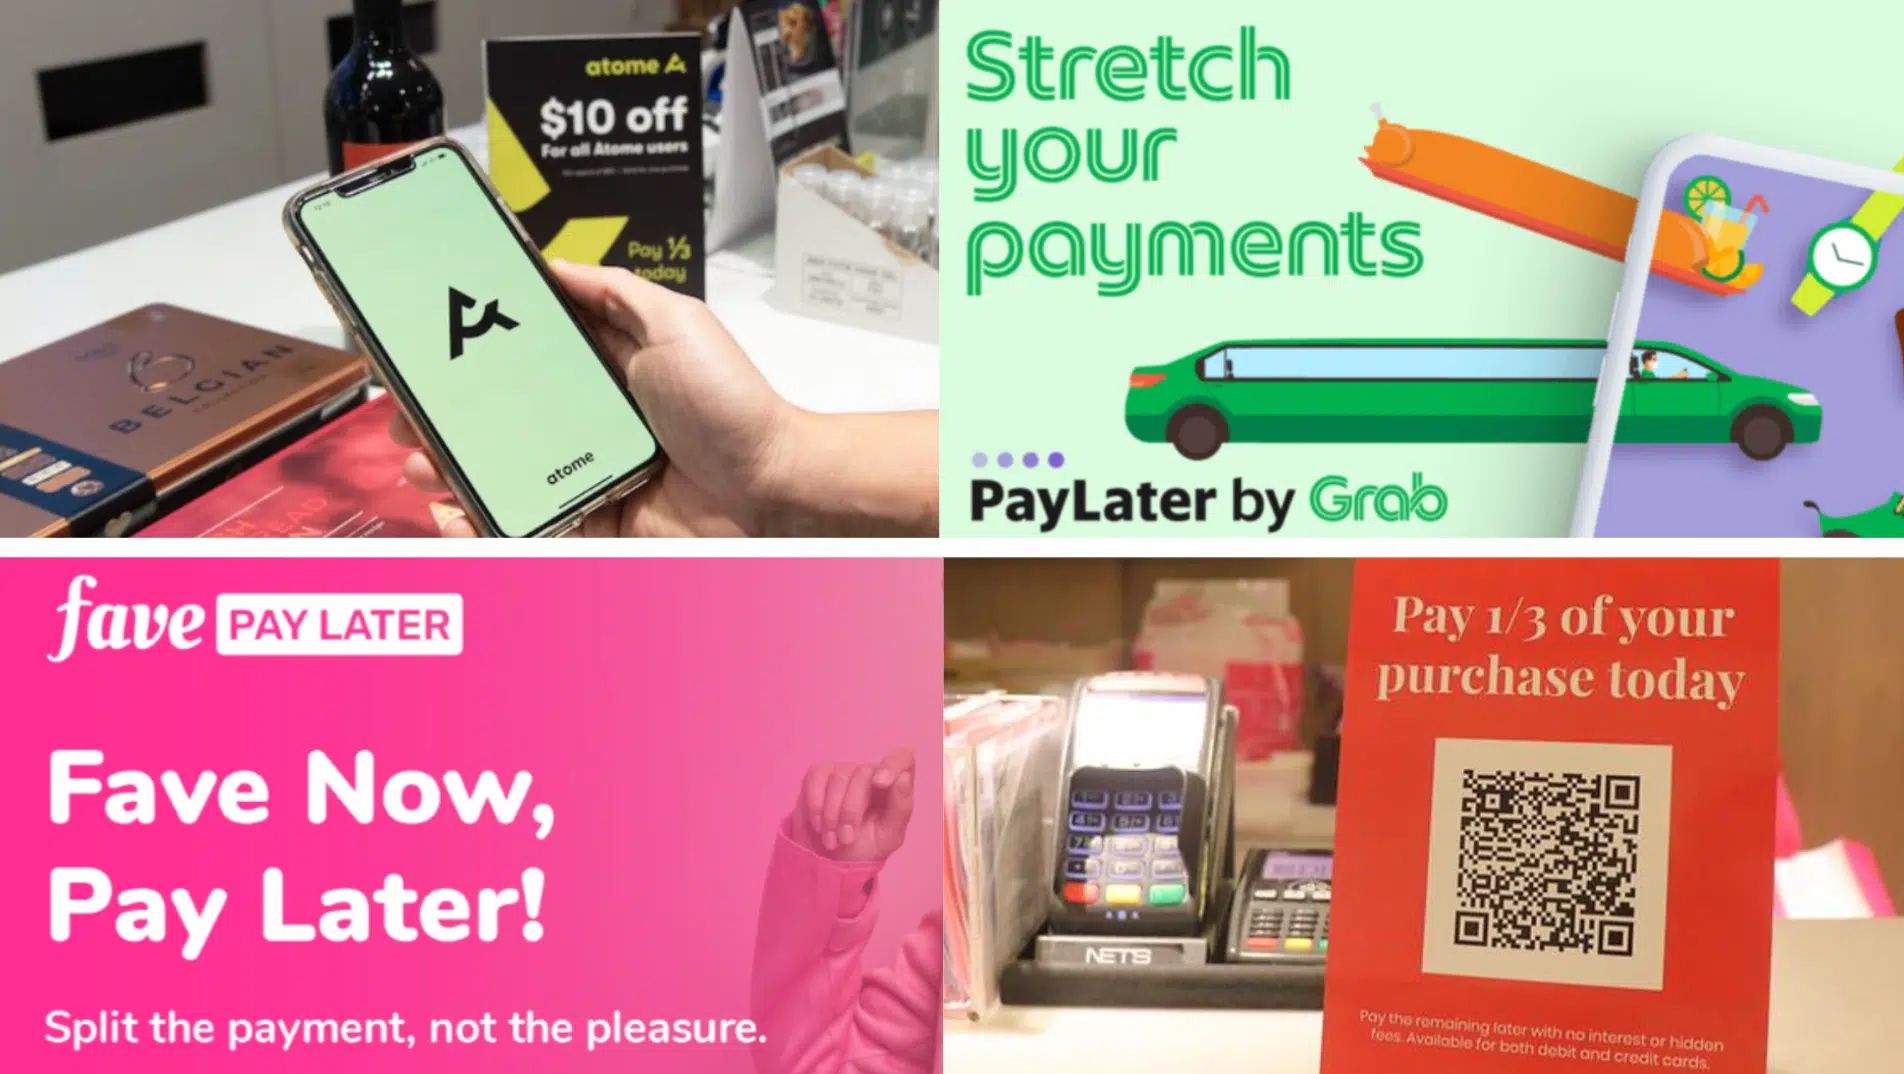 atome
$10 off
For all Atome users
Pay 1/3
today
atome
6
BELGIAN
COLLECTION
Stretch
your
payments
PayLater by Grab
fave PAY LATER
Fave Now,
Pay Later!
Split the payment, not the pleasure.
Pay 1/3 of your
purchase today
NETS
Pay the remaining later with no interest or hidden
fees. Available for both debit and credit cards.